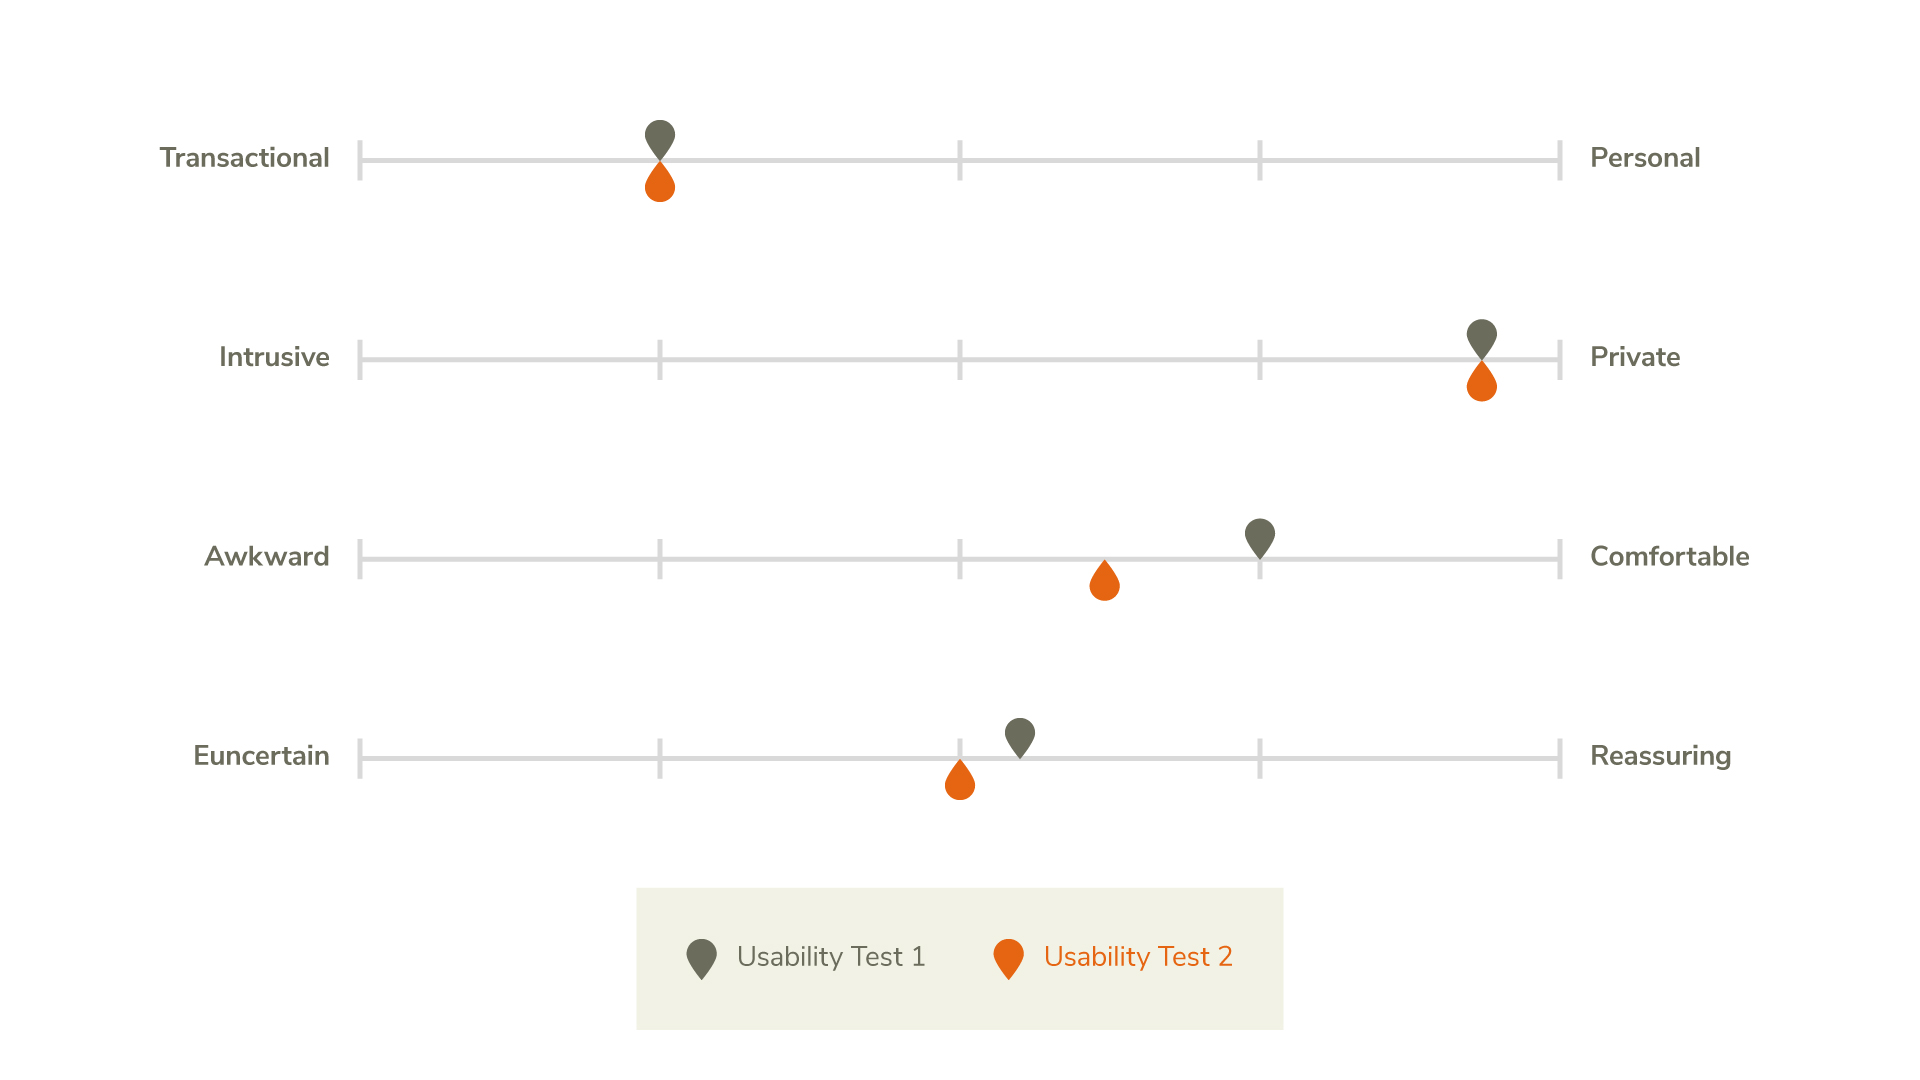 Transactional Personal
Intrusive Private
Awkward Comfortable
Euncertain Reassuring
Usability Test 1 Usability Test 2